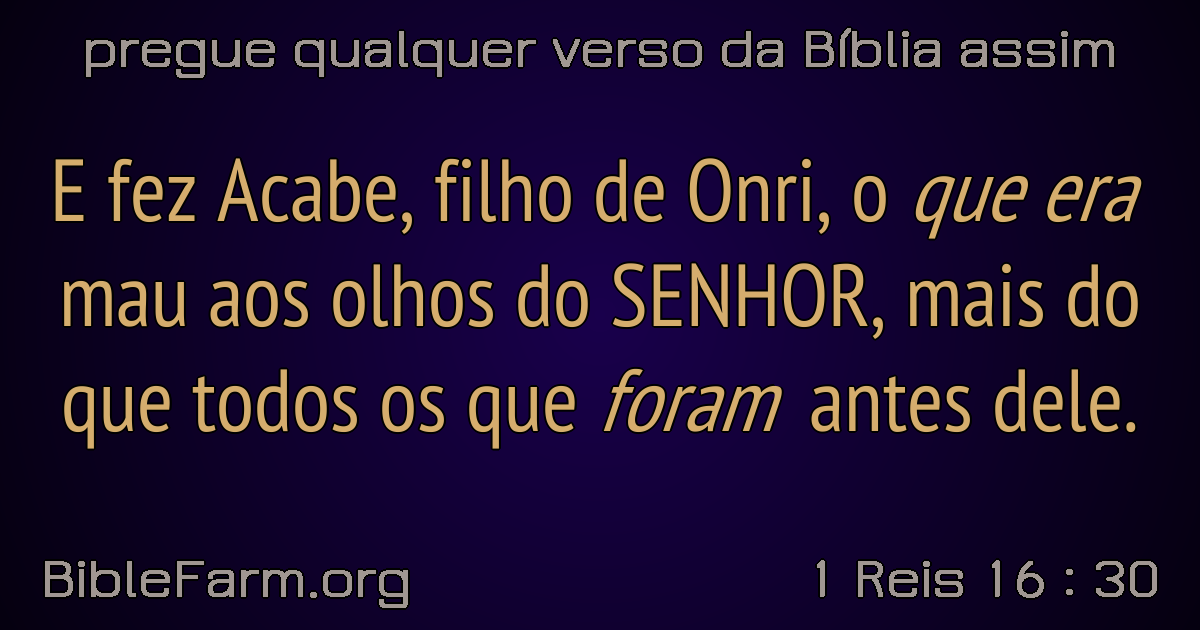 pregue qualquer verso da Bíblia assim
E fez Acabe, filho de Onri, o que era
mau aos olhos do SENHOR, mais do
que todos os que foram antes dele.
BibleFarm.org
1 Reis 16 : 30